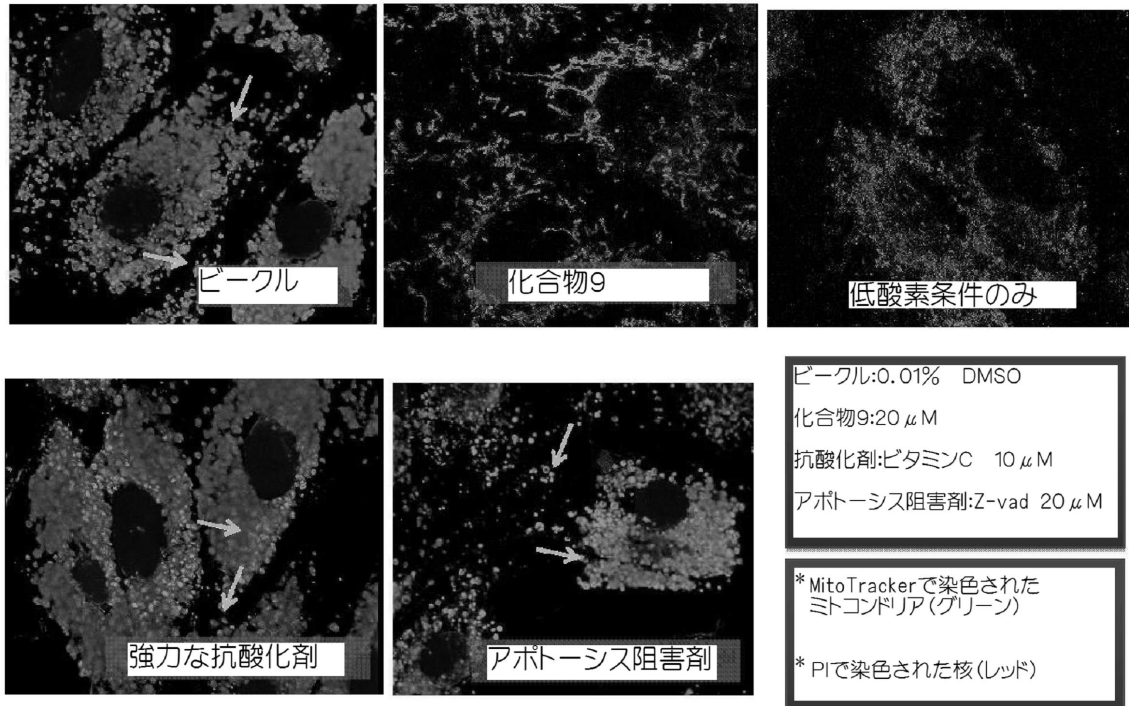 ビークル
化合物9
低酸素条件のみ
強力な抗酸化剤
アポトーシス阻害剤
ビークル:0.01% DMSO
化合物9:20μM
抗酸化剤:ビタミンC 10μM
アポトーシス阻害剤:Z-vad 20μM
*MitoTrackerで染色された
ミトコンドリア(グリーン)
*PIで染色された核(レッド)